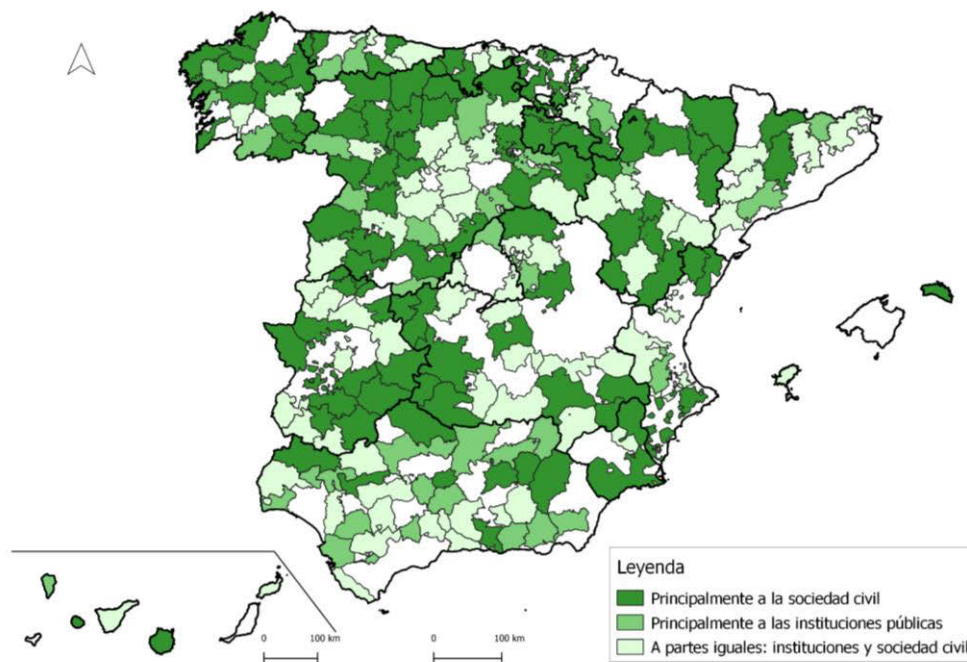 Leyenda
Principalmente a la sociedad civil
Principalmente a las instituciones públicas
A partes iguales: instituciones y sociedad civil
0 100 km 0 100 km